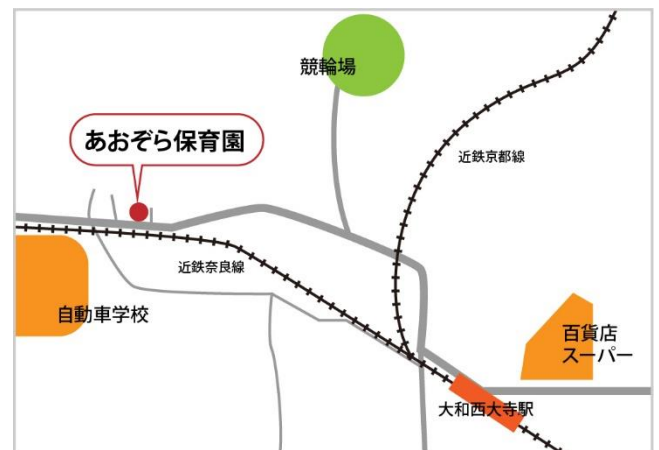 競輪場
あおぞら保育園
近鉄京都線
近鉄奈良線
自動車学校
百貨店
スーパー
大和西大寺駅